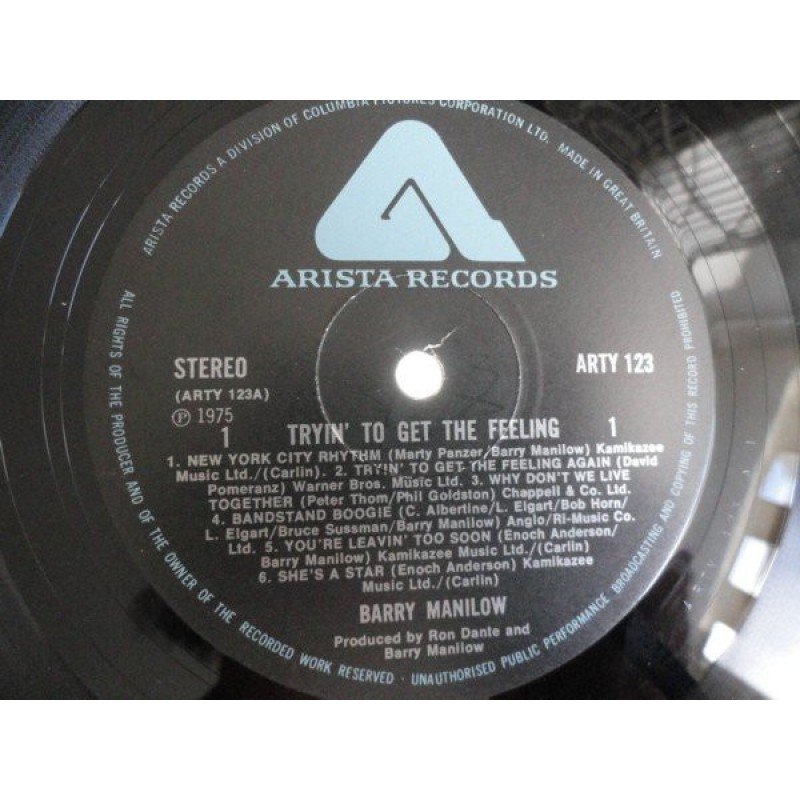 ARISTA RECORDS A DIVISION OF COLUMBIA PICTURES CORPORATION LTD. MADE IN GREAT BRITAIN
ARISTA RECORDS
ALL RIGHTS OF THE PRODUCER AND OF THE OWNER OF THE RECORDED WORK RESERVED · UNAUTHORISED PUBLIC PERFORMANCE BROADCASTING AND COPYING OF THIS RECORD PROHIBITED
STEREO
ARTY 123
(ARTY 123A)
℗ 1975
1 TRYIN' TO GET THE FEELING 1
1. NEW YORK CITY RHYTHM (Marty Panzer/Barry Manilow) Kamikazee
Music Ltd./(Carlin). 2. TRYIN' TO GET THE FEELING AGAIN (David
Pomeranz) Warner Bros. Music Ltd. 3. WHY DON'T WE LIVE
TOGETHER (Peter Thom/Phil Goldston) Chappell & Co. Ltd.
4. BANDSTAND BOOGIE (C. Albertine/L. Elgart/Bob Horn/
L. Elgart/Bruce Sussman/Barry Manilow) Anglo/Ri-Music Co.
Ltd. 5. YOU'RE LEAVIN' TOO SOON (Enoch Anderson/
Barry Manilow) Kamikazee Music Ltd./(Carlin)
6. SHE'S A STAR (Enoch Anderson) Kamikazee
Music Ltd./(Carlin)
BARRY MANILOW
Produced by Ron Dante and
Barry Manilow